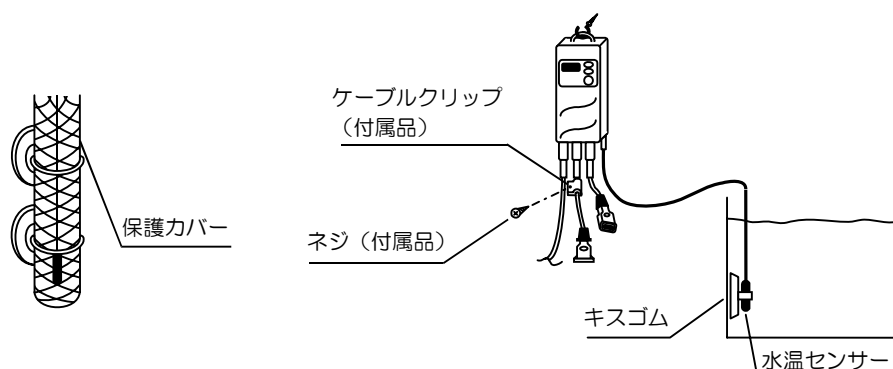 ケーブルクリップ
（付属品）
保護カバー
ネジ（付属品）
キスゴム
水温センサー